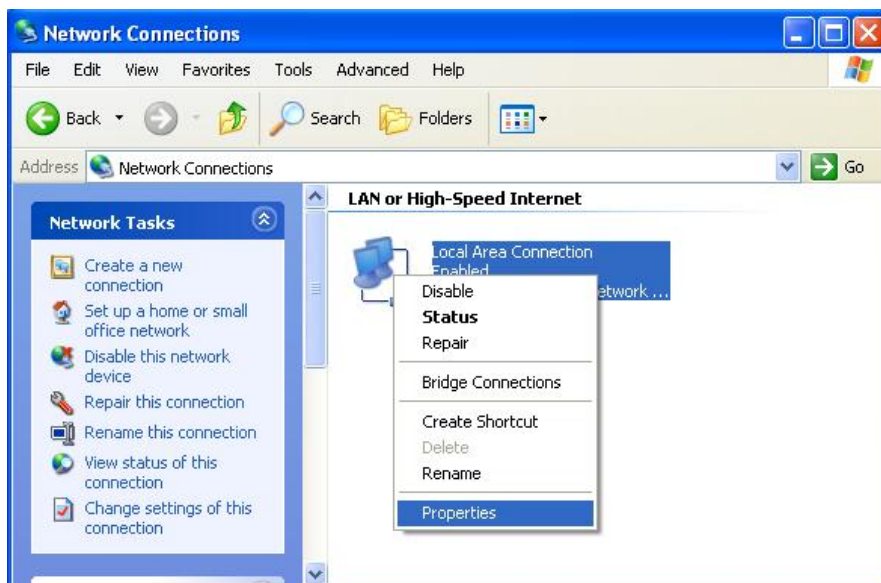 Network Connections
File Edit View Favorites Tools Advanced Help
Back Search Folders
Address Network Connections Go
Network Tasks
Create a new
connection
Set up a home or small
office network
Disable this network
device
Repair this connection
Rename this connection
View status of this
connection
Change settings of this
connection
LAN or High-Speed Internet
Local Area Connection
Enabled
etwork ...
Disable
Status
Repair
Bridge Connections
Create Shortcut
Delete
Rename
Properties